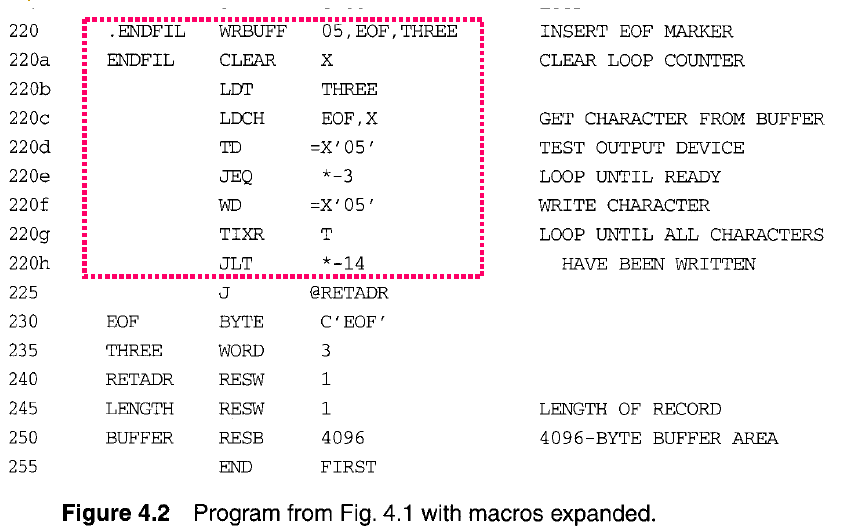 220 .ENDFIL WRBUFF 05,EOF,THREE INSERT EOF MARKER
220a ENDFIL CLEAR X CLEAR LOOP COUNTER
220b LDT THREE
220c LDCH EOF,X GET CHARACTER FROM BUFFER
220d TD =X'05' TEST OUTPUT DEVICE
220e JEQ *-3 LOOP UNTIL READY
220f WD =X'05' WRITE CHARACTER
220g TIXR T LOOP UNTIL ALL CHARACTERS
220h JLT *-14 HAVE BEEN WRITTEN
225 J @RETADR
230 EOF BYTE C'EOF'
235 THREE WORD 3
240 RETADR RESW 1
245 LENGTH RESW 1 LENGTH OF RECORD
250 BUFFER RESB 4096 4096-BYTE BUFFER AREA
255 END FIRST
Figure 4.2 Program from Fig. 4.1 with macros expanded.